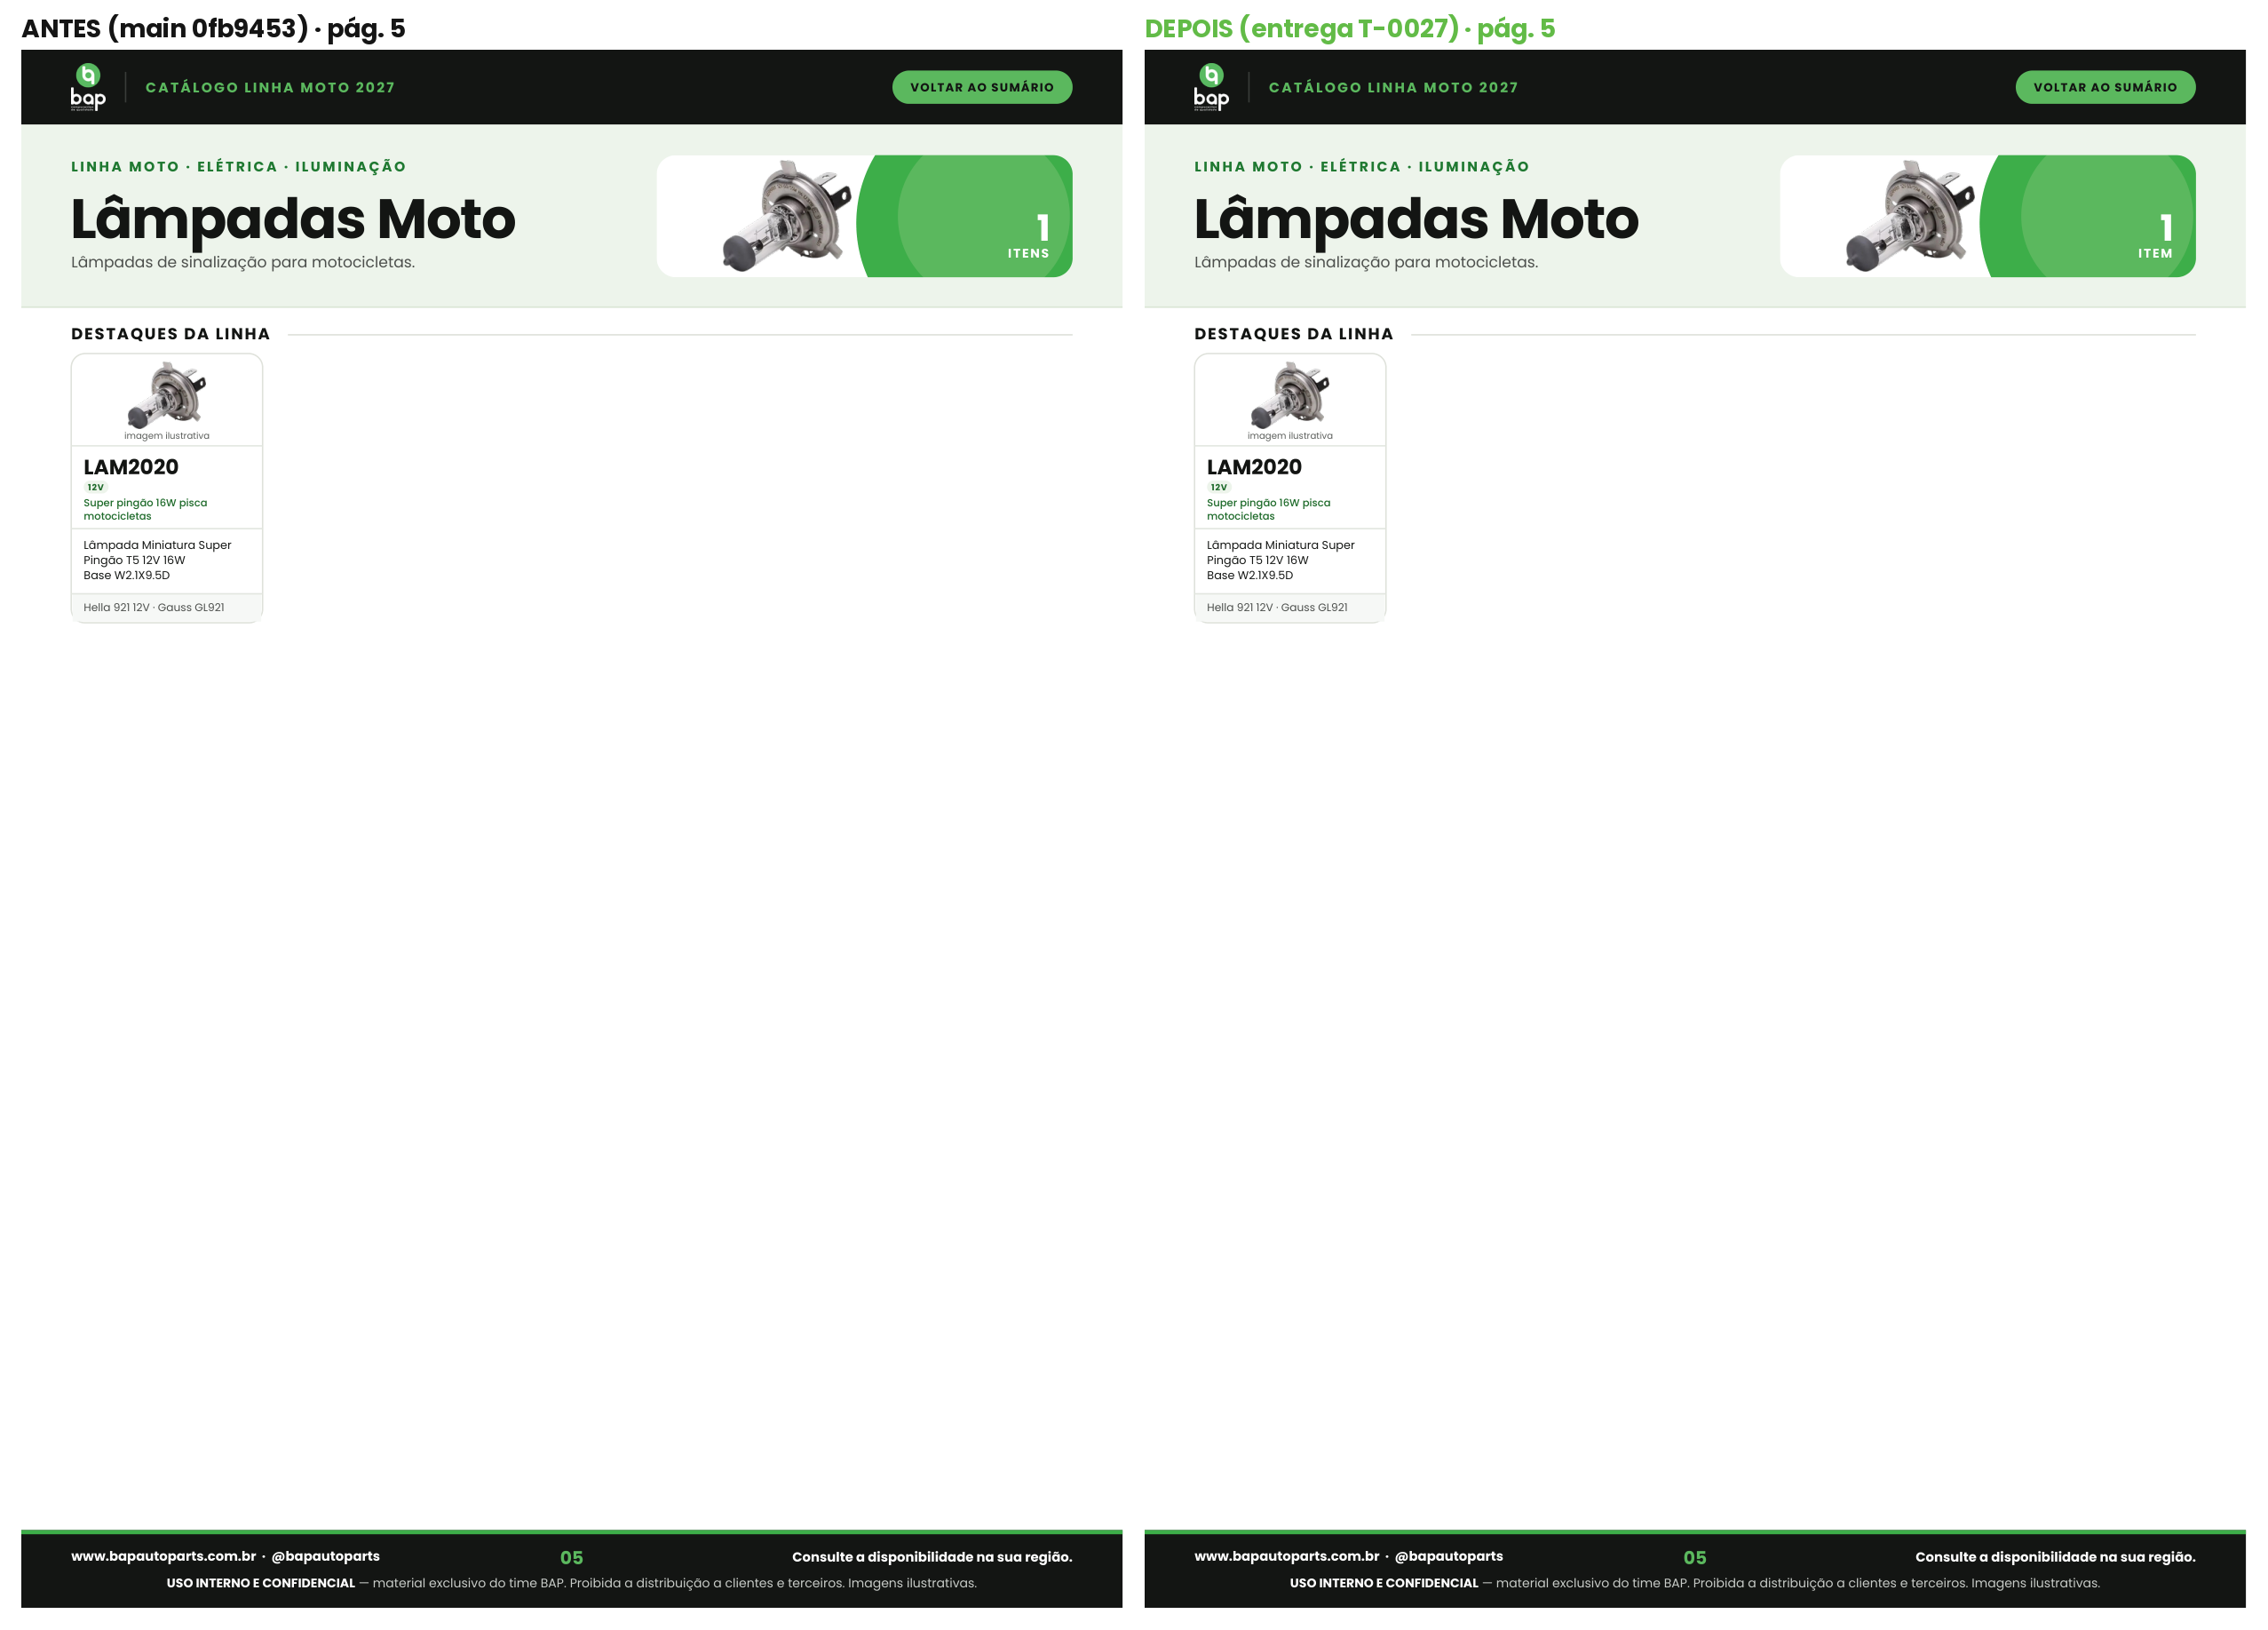 ANTES (main 0fb9453) · pág. 5
bap
CATÁLOGO LINHA MOTO 2027
VOLTAR AO SUMÁRIO
LINHA MOTO · ELÉTRICA · ILUMINAÇÃO
Lâmpadas Moto
Lâmpadas de sinalização para motocicletas.
1
ITENS
DESTAQUES DA LINHA
imagem ilustrativa
LAM2020
12V
Super pingão 16W pisca
motocicletas
Lâmpada Miniatura Super
Pingão T5 12V 16W
Base W2.1X9.5D
Hella 921 12V · Gauss GL921
www.bapautoparts.com.br · @bapautoparts
05
Consulte a disponibilidade na sua região.
USO INTERNO E CONFIDENCIAL — material exclusivo do time BAP. Proibida a distribuição a clientes e terceiros. Imagens ilustrativas.
DEPOIS (entrega T-0027) · pág. 5
bap
CATÁLOGO LINHA MOTO 2027
VOLTAR AO SUMÁRIO
LINHA MOTO · ELÉTRICA · ILUMINAÇÃO
Lâmpadas Moto
Lâmpadas de sinalização para motocicletas.
1
ITEM
DESTAQUES DA LINHA
imagem ilustrativa
LAM2020
12V
Super pingão 16W pisca
motocicletas
Lâmpada Miniatura Super
Pingão T5 12V 16W
Base W2.1X9.5D
Hella 921 12V · Gauss GL921
www.bapautoparts.com.br · @bapautoparts
05
Consulte a disponibilidade na sua região.
USO INTERNO E CONFIDENCIAL — material exclusivo do time BAP. Proibida a distribuição a clientes e terceiros. Imagens ilustrativas.